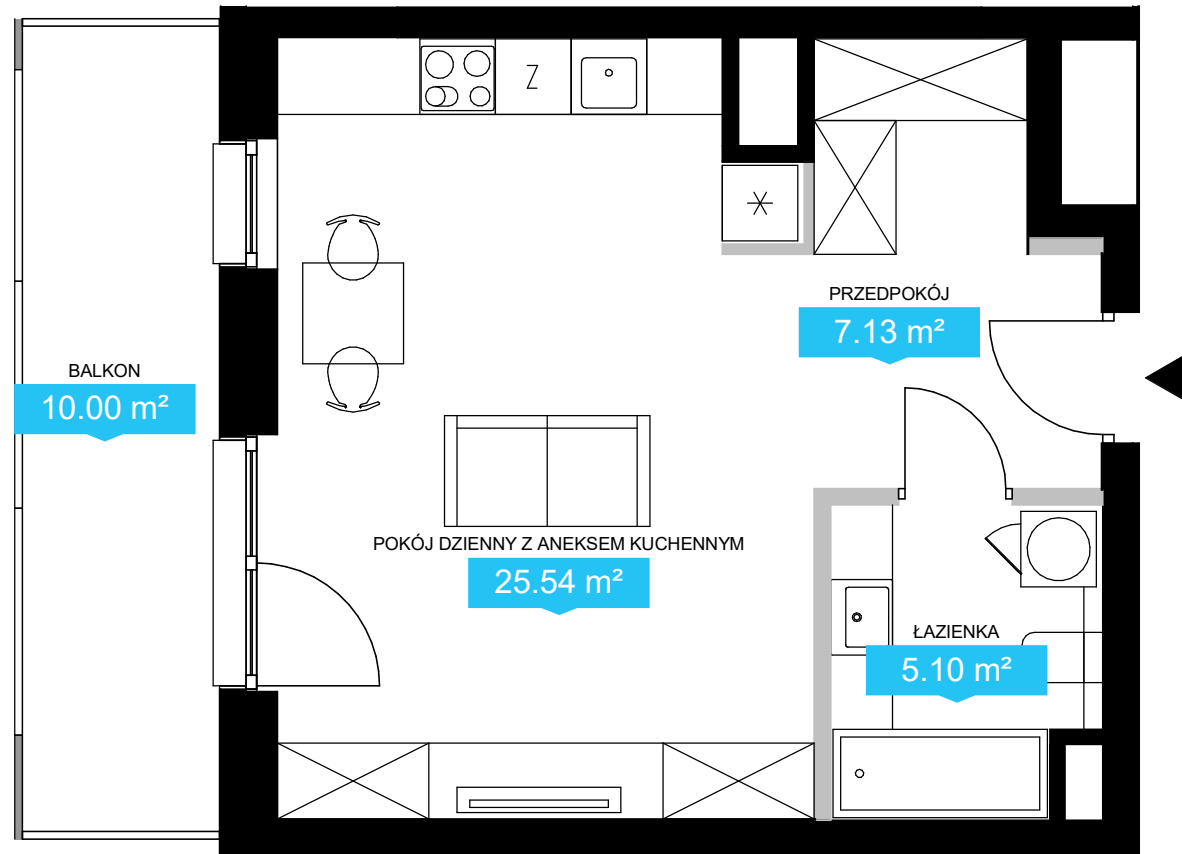 Z
PRZEDPOKÓJ
7.13 m²
BALKON
10.00 m²
POKÓJ DZIENNY Z ANEKSEM KUCHENNYM
25.54 m²
ŁAZIENKA
5.10 m²